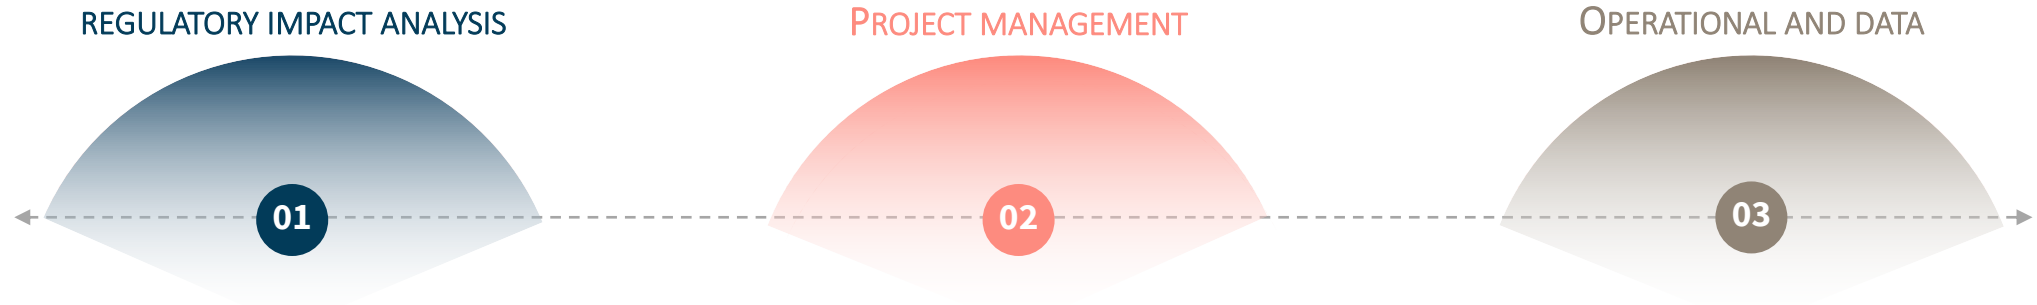 REGULATORY IMPACT ANALYSIS
PROJECT MANAGEMENT
OPERATIONAL AND DATA
01
02
03